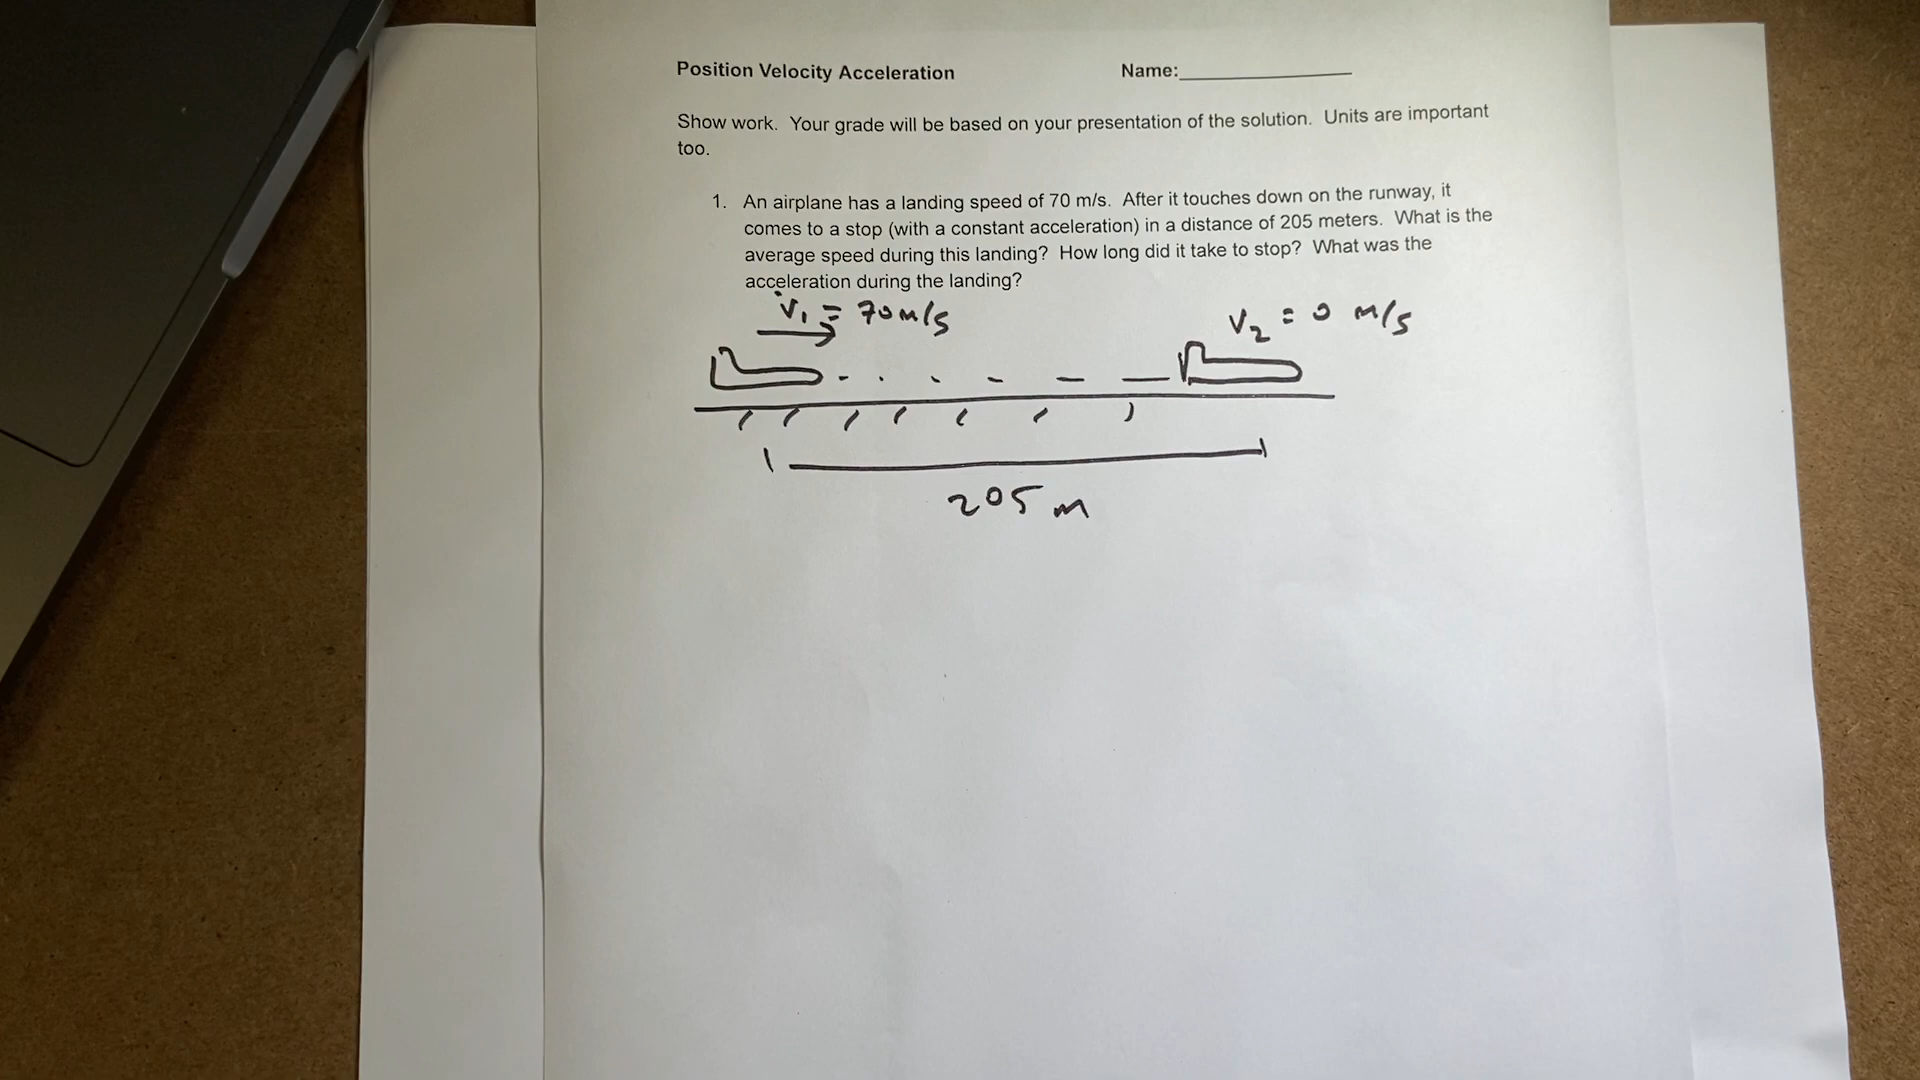 Position Velocity Acceleration Name:
Show work. Your grade will be based on your presentation of the solution. Units are important
too.
1. An airplane has a landing speed of 70 m/s. After it touches down on the runway, it
comes to a stop (with a constant acceleration) in a distance of 205 meters. What is the
average speed during this landing? How long did it take to stop? What was the
acceleration during the landing?
V₁ = 70 m/s V₂ = 0 m/s
205 m